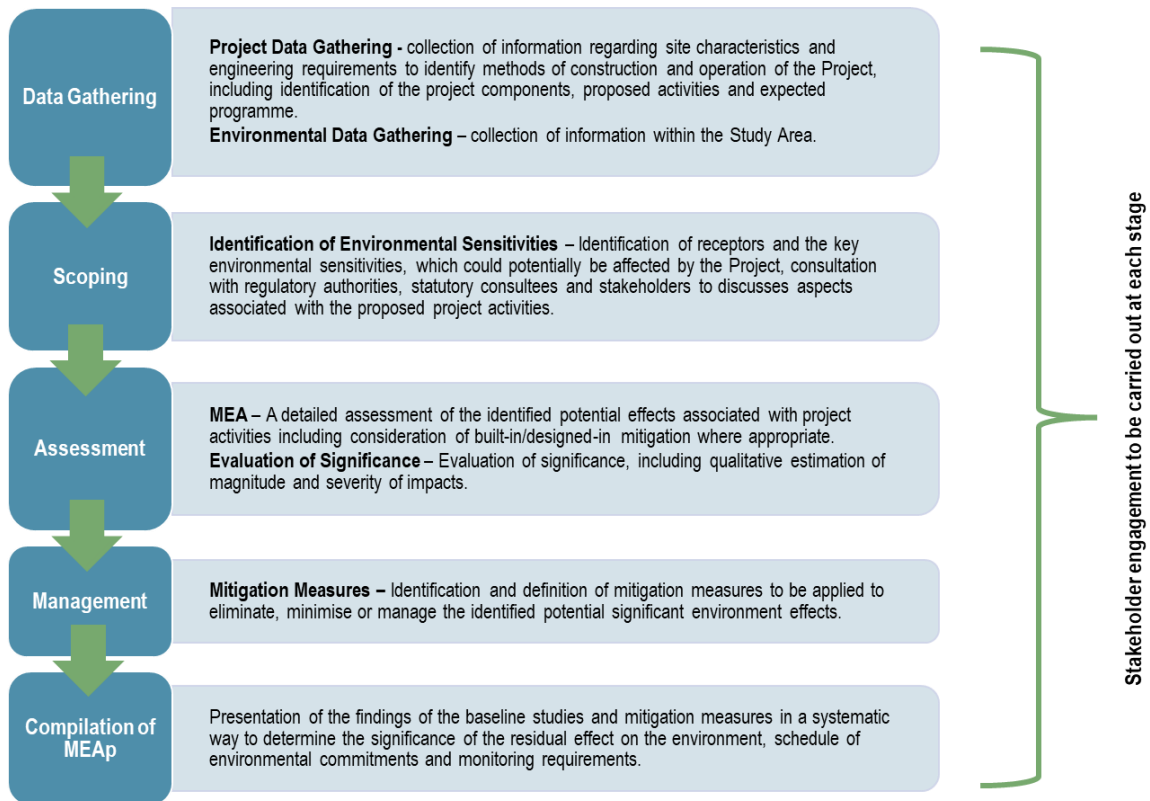 Data Gathering
Project Data Gathering - collection of information regarding site characteristics and
engineering requirements to identify methods of construction and operation of the Project,
including identification of the project components, proposed activities and expected
programme.
Environmental Data Gathering – collection of information within the Study Area.
Scoping
Identification of Environmental Sensitivities – Identification of receptors and the key
environmental sensitivities, which could potentially be affected by the Project, consultation
with regulatory authorities, statutory consultees and stakeholders to discusses aspects
associated with the proposed project activities.
Assessment
MEA – A detailed assessment of the identified potential effects associated with project
activities including consideration of built-in/designed-in mitigation where appropriate.
Evaluation of Significance – Evaluation of significance, including qualitative estimation of
magnitude and severity of impacts.
Management
Mitigation Measures – Identification and definition of mitigation measures to be applied to
eliminate, minimise or manage the identified potential significant environment effects.
Compilation of
MEAp
Presentation of the findings of the baseline studies and mitigation measures in a systematic
way to determine the significance of the residual effect on the environment, schedule of
environmental commitments and monitoring requirements.
Stakeholder engagement to be carried out at each stage